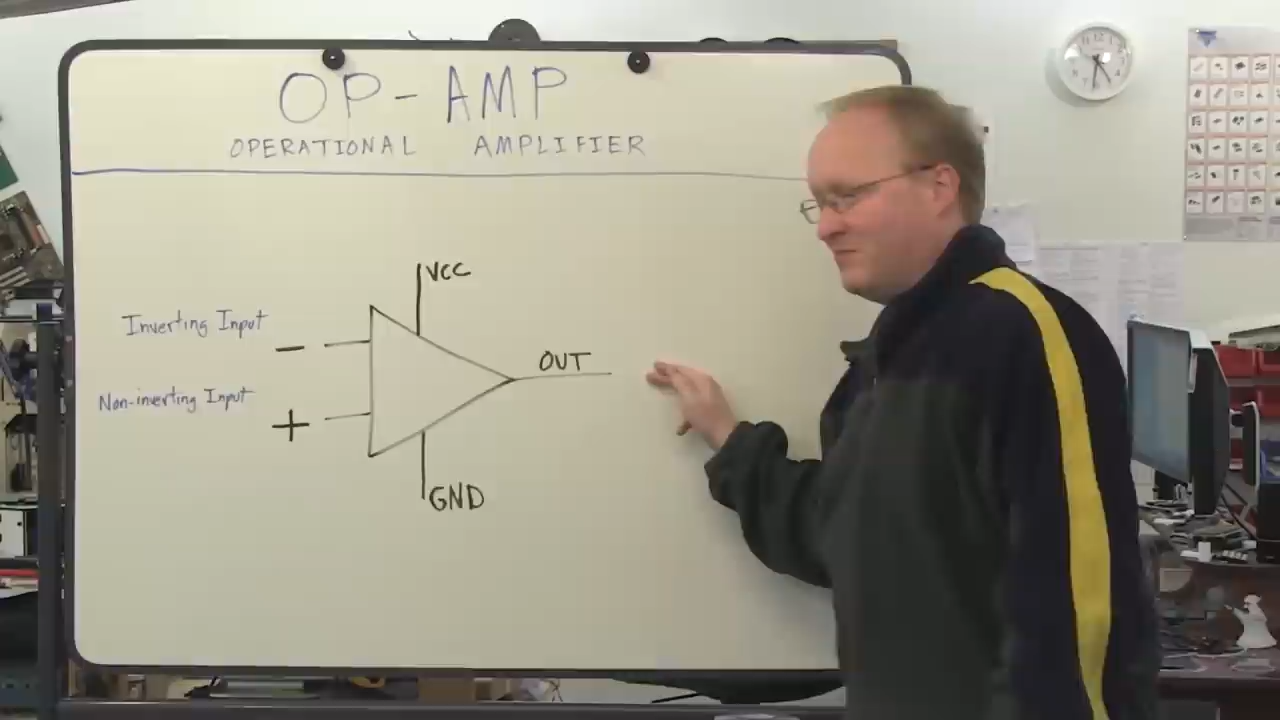 OP-AMP
OPERATIONAL AMPLIFIER
VCC
Inverting Input
−
OUT
Non-inverting Input
+
GND